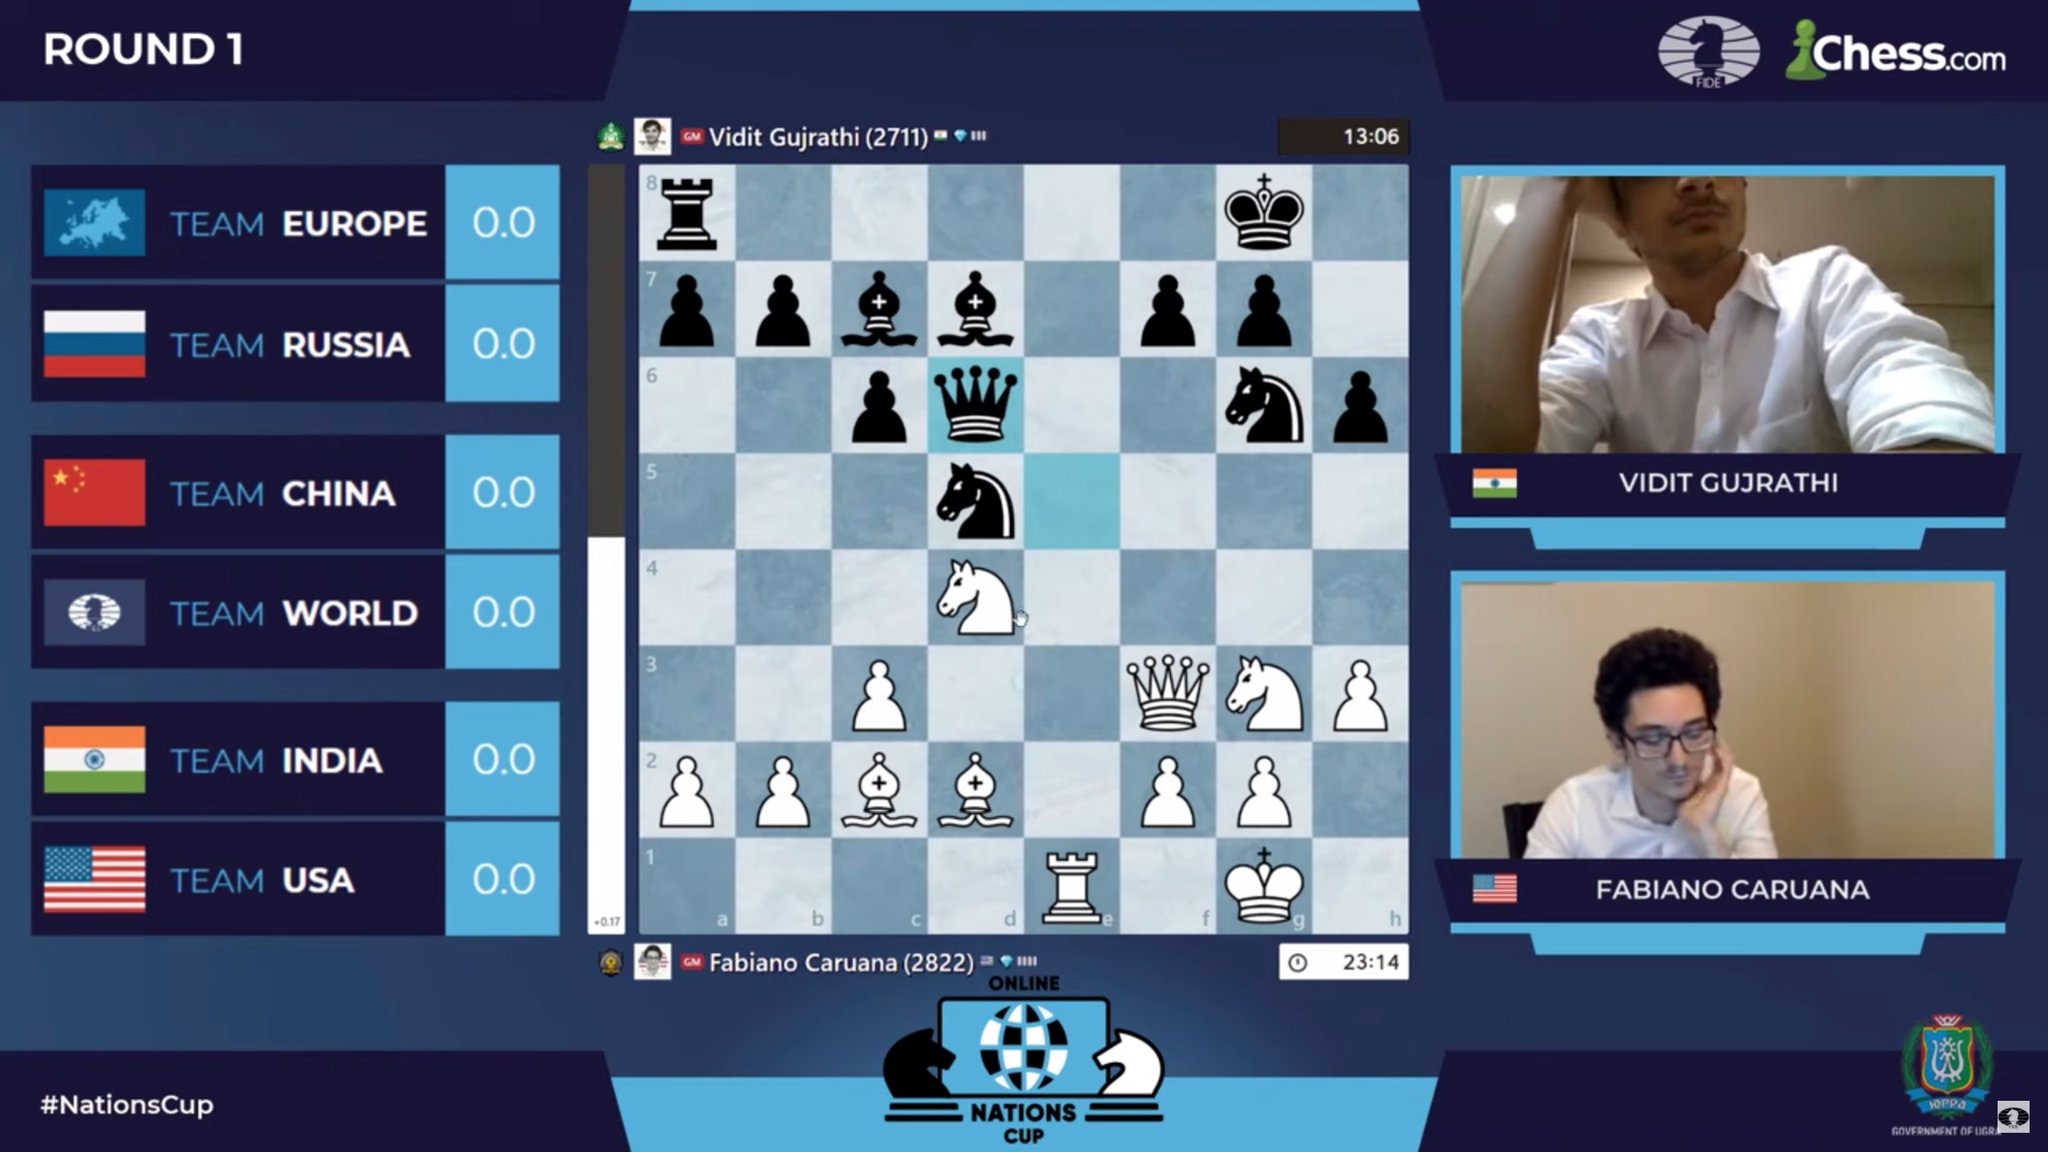 ROUND 1
FIDE
Chess.com
GM Vidit Gujrathi (2711)
13:06
TEAM EUROPE 0.0
TEAM RUSSIA 0.0
TEAM CHINA 0.0
TEAM WORLD 0.0
TEAM INDIA 0.0
TEAM USA 0.0
8
7
6
5
4
3
2
1
a b c d e f g h
+0.17
VIDIT GUJRATHI
FABIANO CARUANA
GM Fabiano Caruana (2822)
23:14
ONLINE
NATIONS
CUP
#NationsCup
ЮГРА
GOVERNMENT OF UGRA